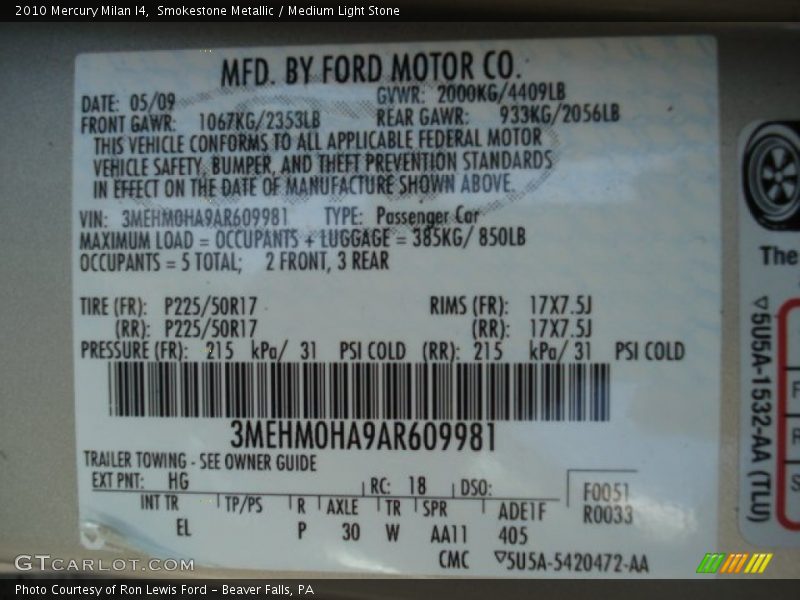 2010 Mercury Milan I4, Smokestone Metallic / Medium Light Stone
MFD. BY FORD MOTOR CO.
DATE: 05/09 GVWR: 2000KG/4409LB
FRONT GAWR: 1067KG/2353LB REAR GAWR: 933KG/2056LB
THIS VEHICLE CONFORMS TO ALL APPLICABLE FEDERAL MOTOR
VEHICLE SAFETY, BUMPER, AND THEFT PREVENTION STANDARDS
IN EFFECT ON THE DATE OF MANUFACTURE SHOWN ABOVE.
VIN: 3MEHM0HA9AR609981 TYPE: Passenger Car
MAXIMUM LOAD = OCCUPANTS + LUGGAGE = 385KG/ 850LB
OCCUPANTS = 5 TOTAL; 2 FRONT, 3 REAR
TIRE (FR): P225/50R17 RIMS (FR): 17X7.5J
(RR): P225/50R17 (RR): 17X7.5J
PRESSURE (FR): 215 kPa/ 31 PSI COLD (RR): 215 kPa/ 31 PSI COLD
3MEHM0HA9AR609981
TRAILER TOWING - SEE OWNER GUIDE
EXT PNT: HG RC: 18 DSO: F0051
INT TR TP/PS R AXLE TR SPR ADE1F R0033
EL P 30 W AA11 405
CMC ▽5U5A-5420472-AA
The
▽5U5A-1532-AA (TLU)
F
R
S
GTCARLOT.COM
Photo Courtesy of Ron Lewis Ford - Beaver Falls, PA